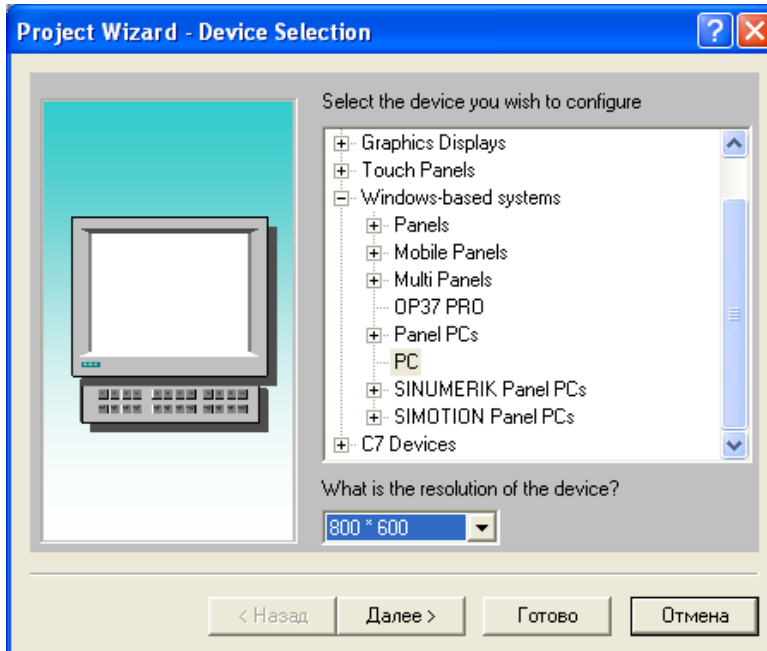 Project Wizard - Device Selection
Select the device you wish to configure
Graphics Displays
Touch Panels
Windows-based systems
Panels
Mobile Panels
Multi Panels
OP37 PRO
Panel PCs
PC
SINUMERIK Panel PCs
SIMOTION Panel PCs
C7 Devices
What is the resolution of the device?
800 * 600
< Назад Далее > Готово Отмена